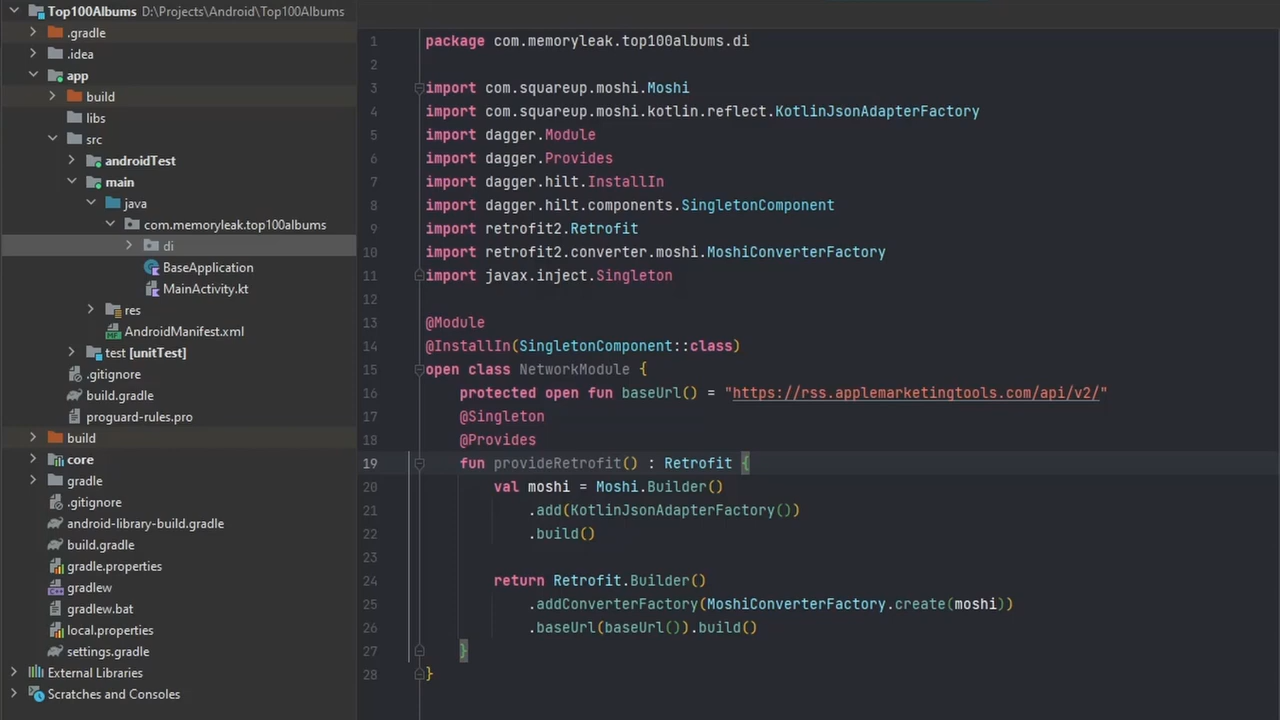 Top100Albums D:\Projects\Android\Top100Albums
.gradle
.idea
app
build
libs
src
androidTest
main
java
com.memoryleak.top100albums
di
BaseApplication
MainActivity.kt
res
AndroidManifest.xml
test [unitTest]
.gitignore
build.gradle
proguard-rules.pro
build
core
gradle
.gitignore
android-library-build.gradle
build.gradle
gradle.properties
gradlew
gradlew.bat
local.properties
settings.gradle
External Libraries
Scratches and Consoles
1 package com.memoryleak.top100albums.di
2
3 import com.squareup.moshi.Moshi
4 import com.squareup.moshi.kotlin.reflect.KotlinJsonAdapterFactory
5 import dagger.Module
6 import dagger.Provides
7 import dagger.hilt.InstallIn
8 import dagger.hilt.components.SingletonComponent
9 import retrofit2.Retrofit
10 import retrofit2.converter.moshi.MoshiConverterFactory
11 import javax.inject.Singleton
12
13 @Module
14 @InstallIn(SingletonComponent::class)
15 open class NetworkModule {
16 protected open fun baseUrl() = "https://rss.applemarketingtools.com/api/v2/"
17 @Singleton
18 @Provides
19 fun provideRetrofit() : Retrofit {
20 val moshi = Moshi.Builder()
21 .add(KotlinJsonAdapterFactory())
22 .build()
23
24 return Retrofit.Builder()
25 .addConverterFactory(MoshiConverterFactory.create(moshi))
26 .baseUrl(baseUrl()).build()
27 }
28 }